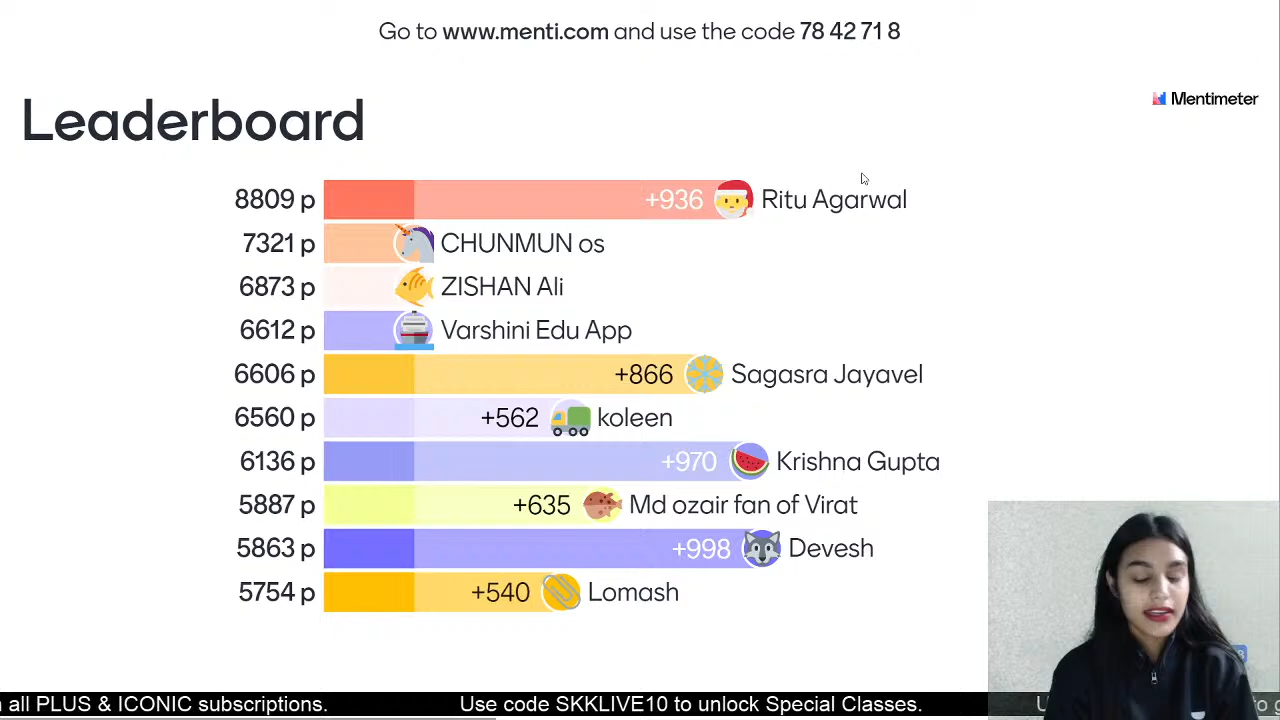 Go to www.menti.com and use the code 78 42 71 8
Mentimeter
Leaderboard
8809 p +936 Ritu Agarwal
7321 p CHUNMUN os
6873 p ZISHAN Ali
6612 p Varshini Edu App
6606 p +866 Sagasra Jayavel
6560 p +562 koleen
6136 p +970 Krishna Gupta
5887 p +635 Md ozair fan of Virat
5863 p +998 Devesh
5754 p +540 Lomash
all PLUS & ICONIC subscriptions. Use code SKKLIVE10 to unlock Special Classes.